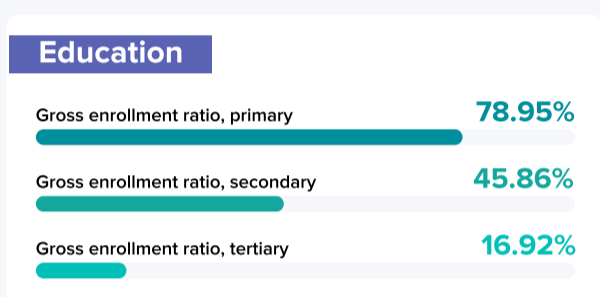 Education
Gross enrollment ratio, primary 78.95%
Gross enrollment ratio, secondary 45.86%
Gross enrollment ratio, tertiary 16.92%